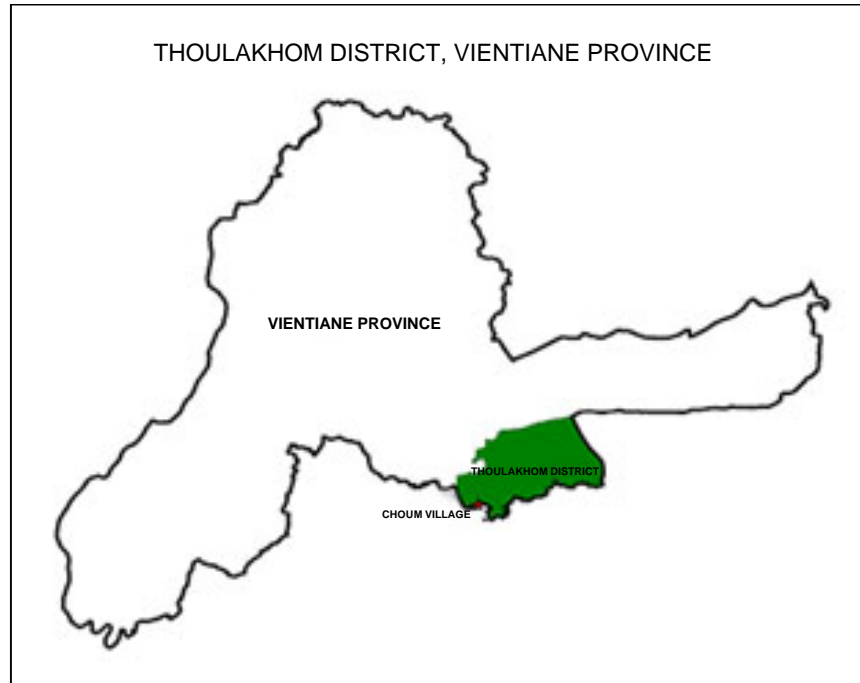 THOULAKHOM DISTRICT, VIENTIANE PROVINCE
VIENTIANE PROVINCE
THOULAKHOM DISTRICT
CHOUM VILLAGE